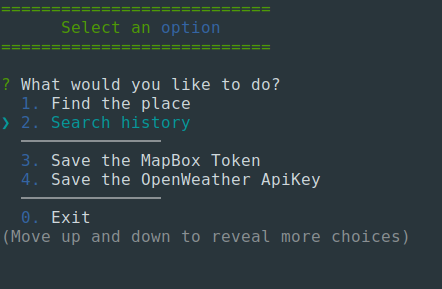 ===========================
Select an option
===========================
? What would you like to do?
1. Find the place
❯ 2. Search history
──────────────
3. Save the MapBox Token
4. Save the OpenWeather ApiKey
──────────────
0. Exit
(Move up and down to reveal more choices)